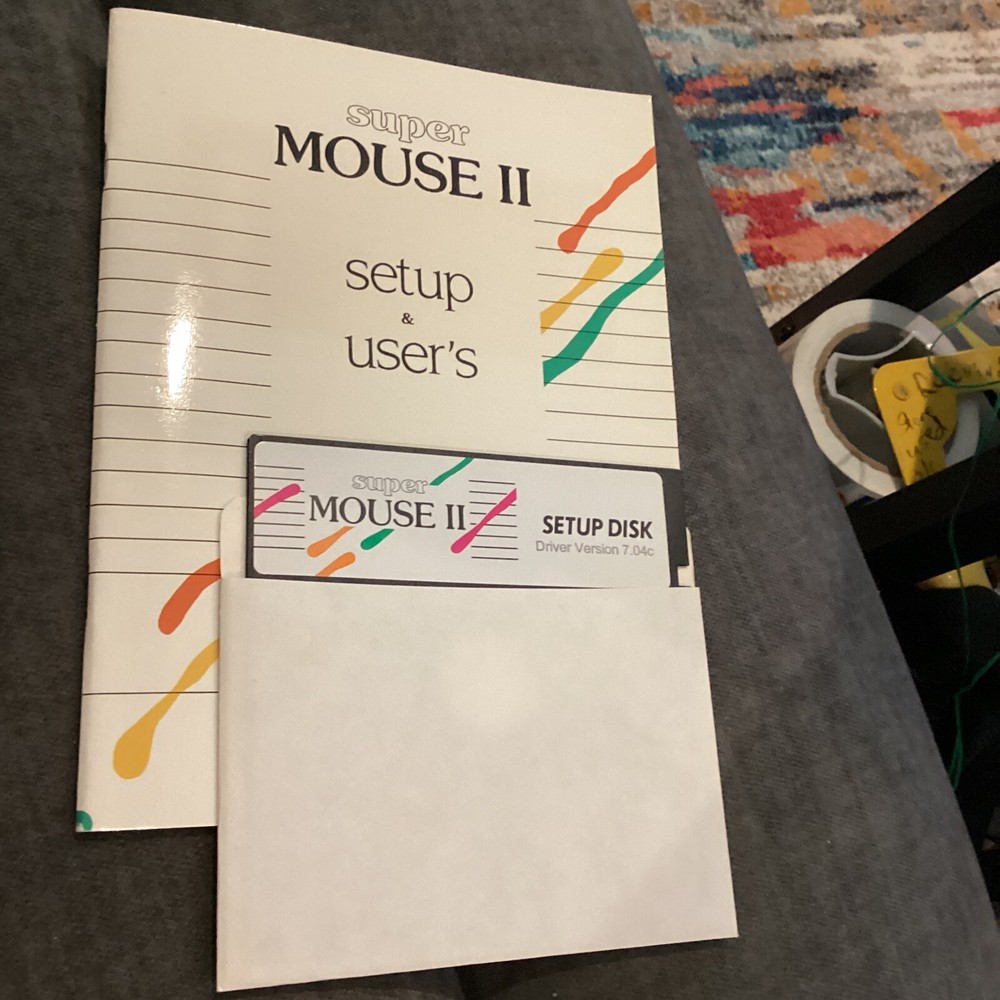 super
MOUSE II
setup
&
user's
super
MOUSE II
SETUP DISK
Driver Version 7.04c